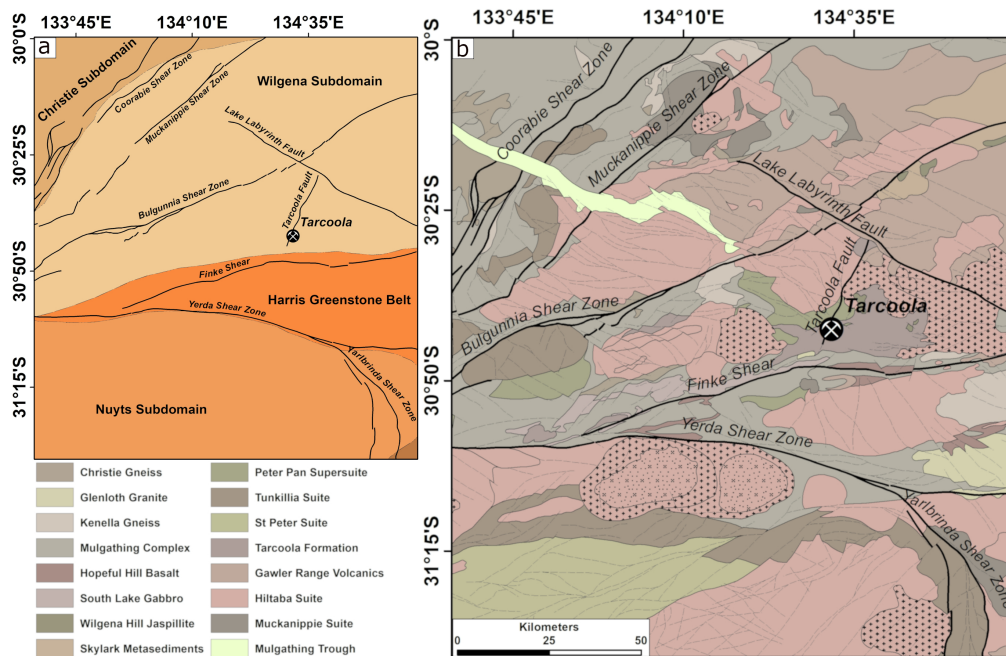 133°45'E 134°10'E 134°35'E
a
30°0'S
30°25'S
30°50'S
31°15'S
Christie Subdomain
Coorabie Shear Zone
Muckanippie Shear Zone
Wilgena Subdomain
Lake Labyrinth Fault
Bulgunnia Shear Zone
Tarcoola Fault
Tarcoola
Finke Shear
Harris Greenstone Belt
Yerda Shear Zone
Yarlbrinda Shear Zone
Nuyts Subdomain
Christie Gneiss
Glenloth Granite
Kenella Gneiss
Mulgathing Complex
Hopeful Hill Basalt
South Lake Gabbro
Wilgena Hill Jaspillite
Skylark Metasediments
Peter Pan Supersuite
Tunkillia Suite
St Peter Suite
Tarcoola Formation
Gawler Range Volcanics
Hiltaba Suite
Muckanippie Suite
Mulgathing Trough
133°45'E 134°10'E 134°35'E
b
30°S
30°25'S
30°50'S
31°15'S
Coorabie Shear Zone
Muckanippie Shear Zone
Lake Labyrinth Fault
Tarcoola Fault
Tarcoola
Bulgunnia Shear Zone
Finke Shear
Yerda Shear Zone
Yarlbrinda Shear Zone
Kilometers
0 25 50